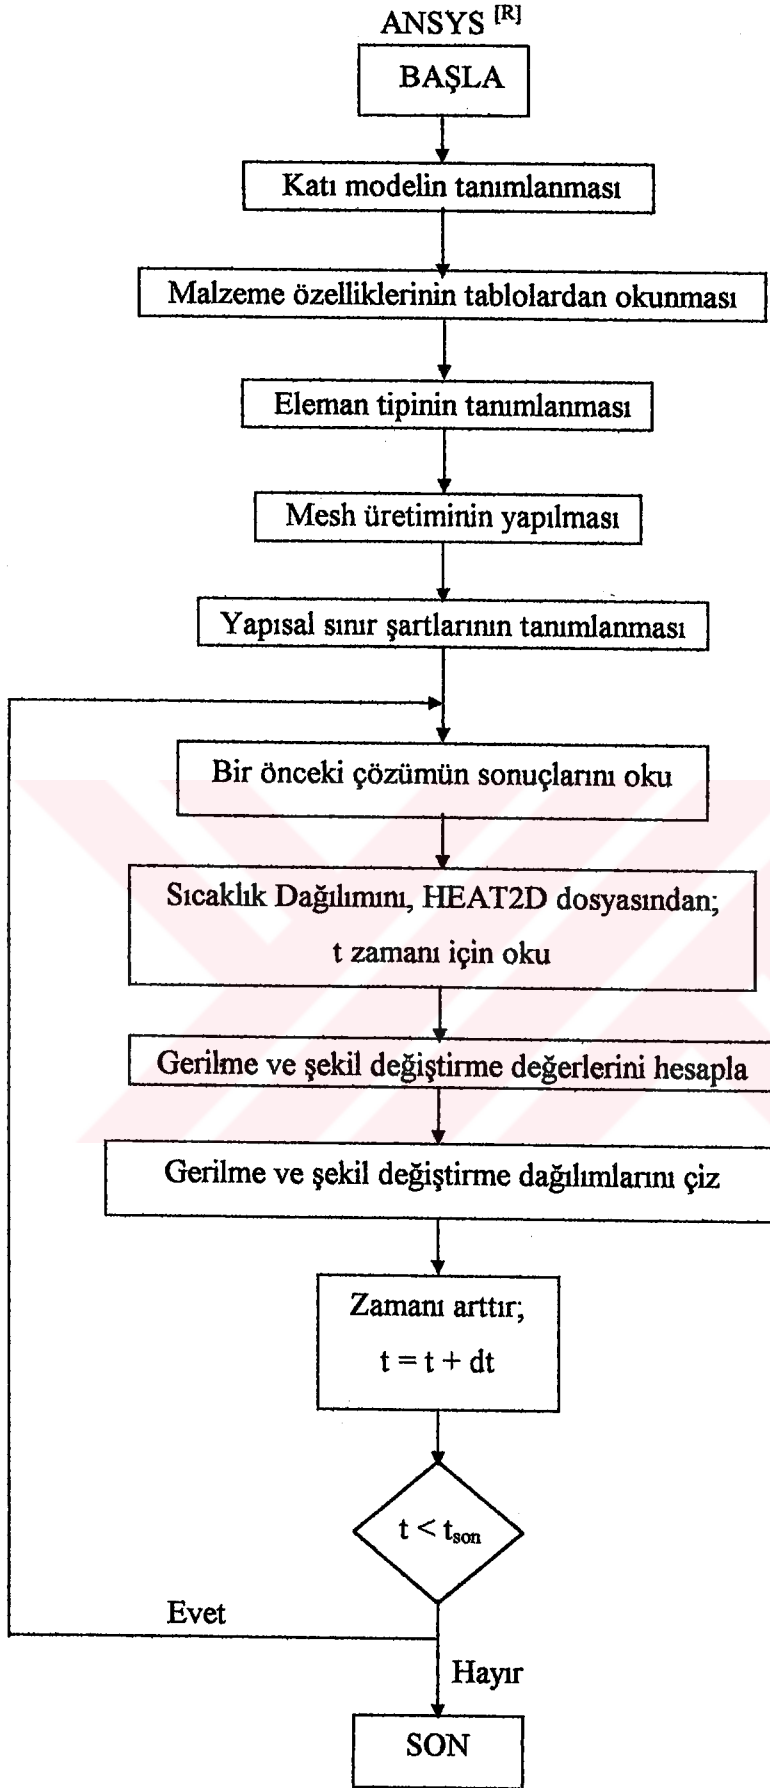 ANSYS [R]
BAŞLA
Katı modelin tanımlanması
Malzeme özelliklerinin tablolardan okunması
Eleman tipinin tanımlanması
Mesh üretiminin yapılması
Yapısal sınır şartlarının tanımlanması
Bir önceki çözümün sonuçlarını oku
Sıcaklık Dağılımını, HEAT2D dosyasından;
t zamanı için oku
Gerilme ve şekil değiştirme değerlerini hesapla
Gerilme ve şekil değiştirme dağılımlarını çiz
Zamanı arttır;
t = t + dt
t < tson
Evet
Hayır
SON